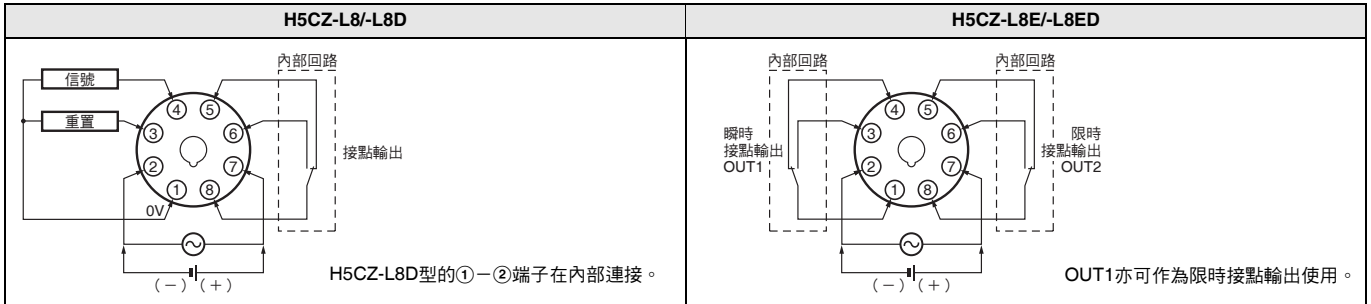 H5CZ-L8/-L8D
H5CZ-L8E/-L8ED
內部回路
信號
重置
接點輸出
4
5
3
6
2
7
1
8
0V
(－) (＋)
H5CZ-L8D型的①－②端子在內部連接。
內部回路
內部回路
瞬時
接點輸出
OUT1
限時
接點輸出
OUT2
4
5
3
6
2
7
1
8
(－) (＋)
OUT1亦可作為限時接點輸出使用。